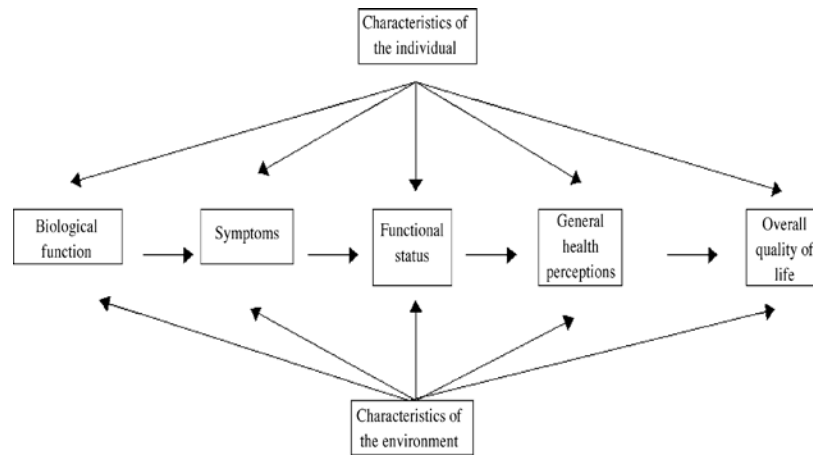 Characteristics of
the individual
Biological
function
Symptoms
Functional
status
General
health
perceptions
Overall
quality of
life
Characteristics of
the environment